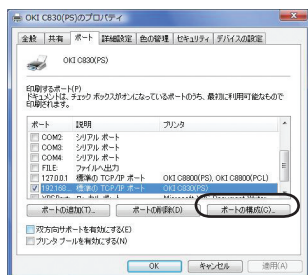 OKI C830(PS)のプロパティ
全般 共有 ポート 詳細設定 色の管理 セキュリティ デバイスの設定
OKI C830(PS)
印刷するポート(P)
ドキュメントは、チェック ボックスがオンになっているポートのうち、最初に利用可能なもので
印刷されます。
ポート 説明 プリンタ
COM2: シリアル ポート
COM3: シリアル ポート
COM4: シリアル ポート
FILE: ファイルへ出力
127.0.0.1 標準の TCP/IP ポート OKI C8800(PS), OKI C8800(PCL)
192.168... 標準の TCP/IP ポート OKI C830(PS)
ポートの追加(T)... ポートの削除(D) ポートの構成(C)...
双方向サポートを有効にする(E)
プリンタ プールを有効にする(N)
OK キャンセル 適用(A)